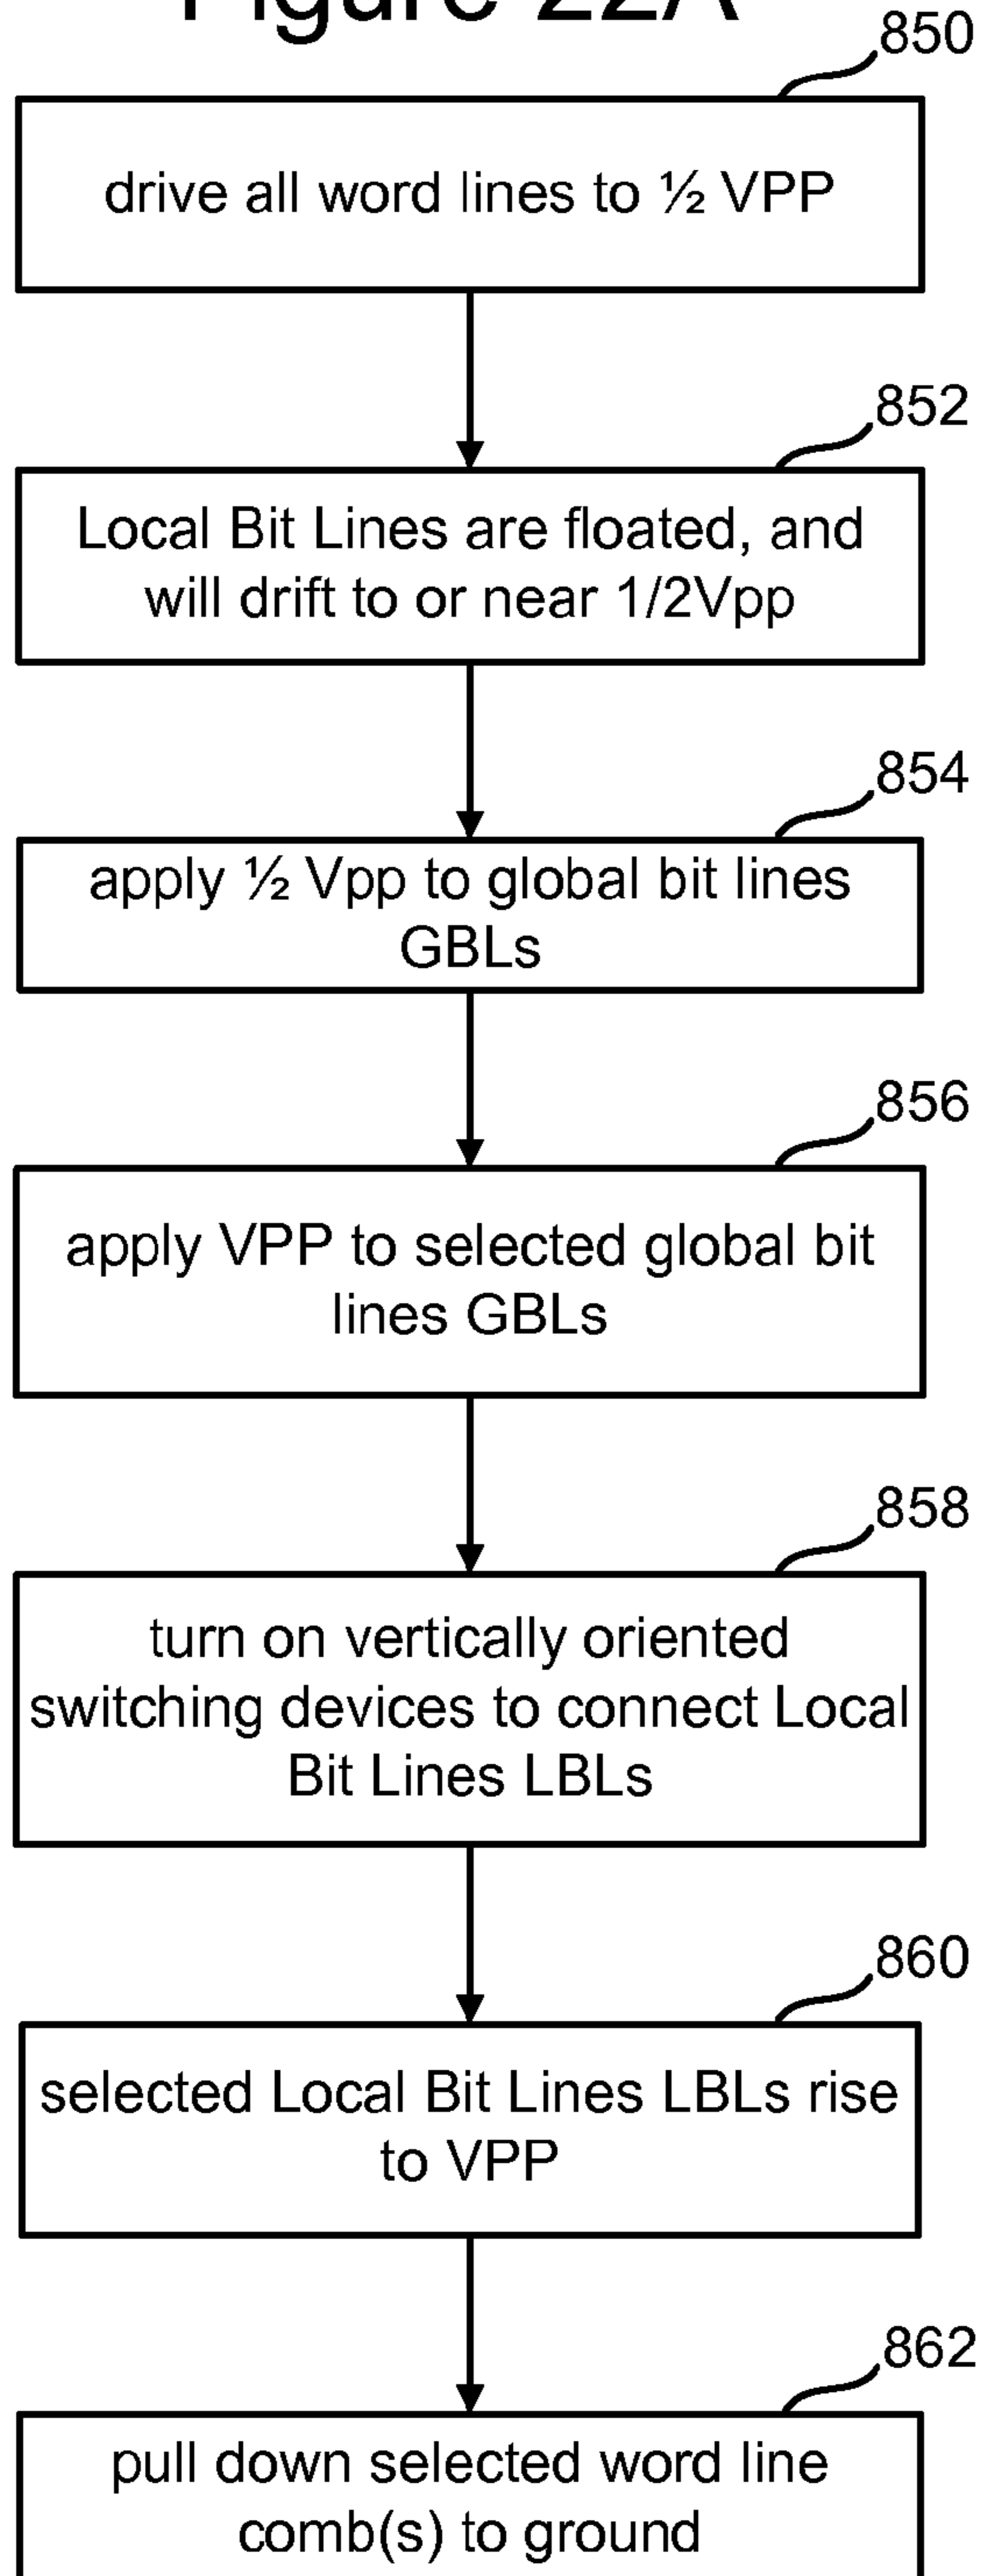 Figure 22A
850
drive all word lines to ½ VPP
852
Local Bit Lines are floated, and
will drift to or near 1/2Vpp
854
apply ½ Vpp to global bit lines
GBLs
856
apply VPP to selected global bit
lines GBLs
858
turn on vertically oriented
switching devices to connect Local
Bit Lines LBLs
860
selected Local Bit Lines LBLs rise
to VPP
862
pull down selected word line
comb(s) to ground